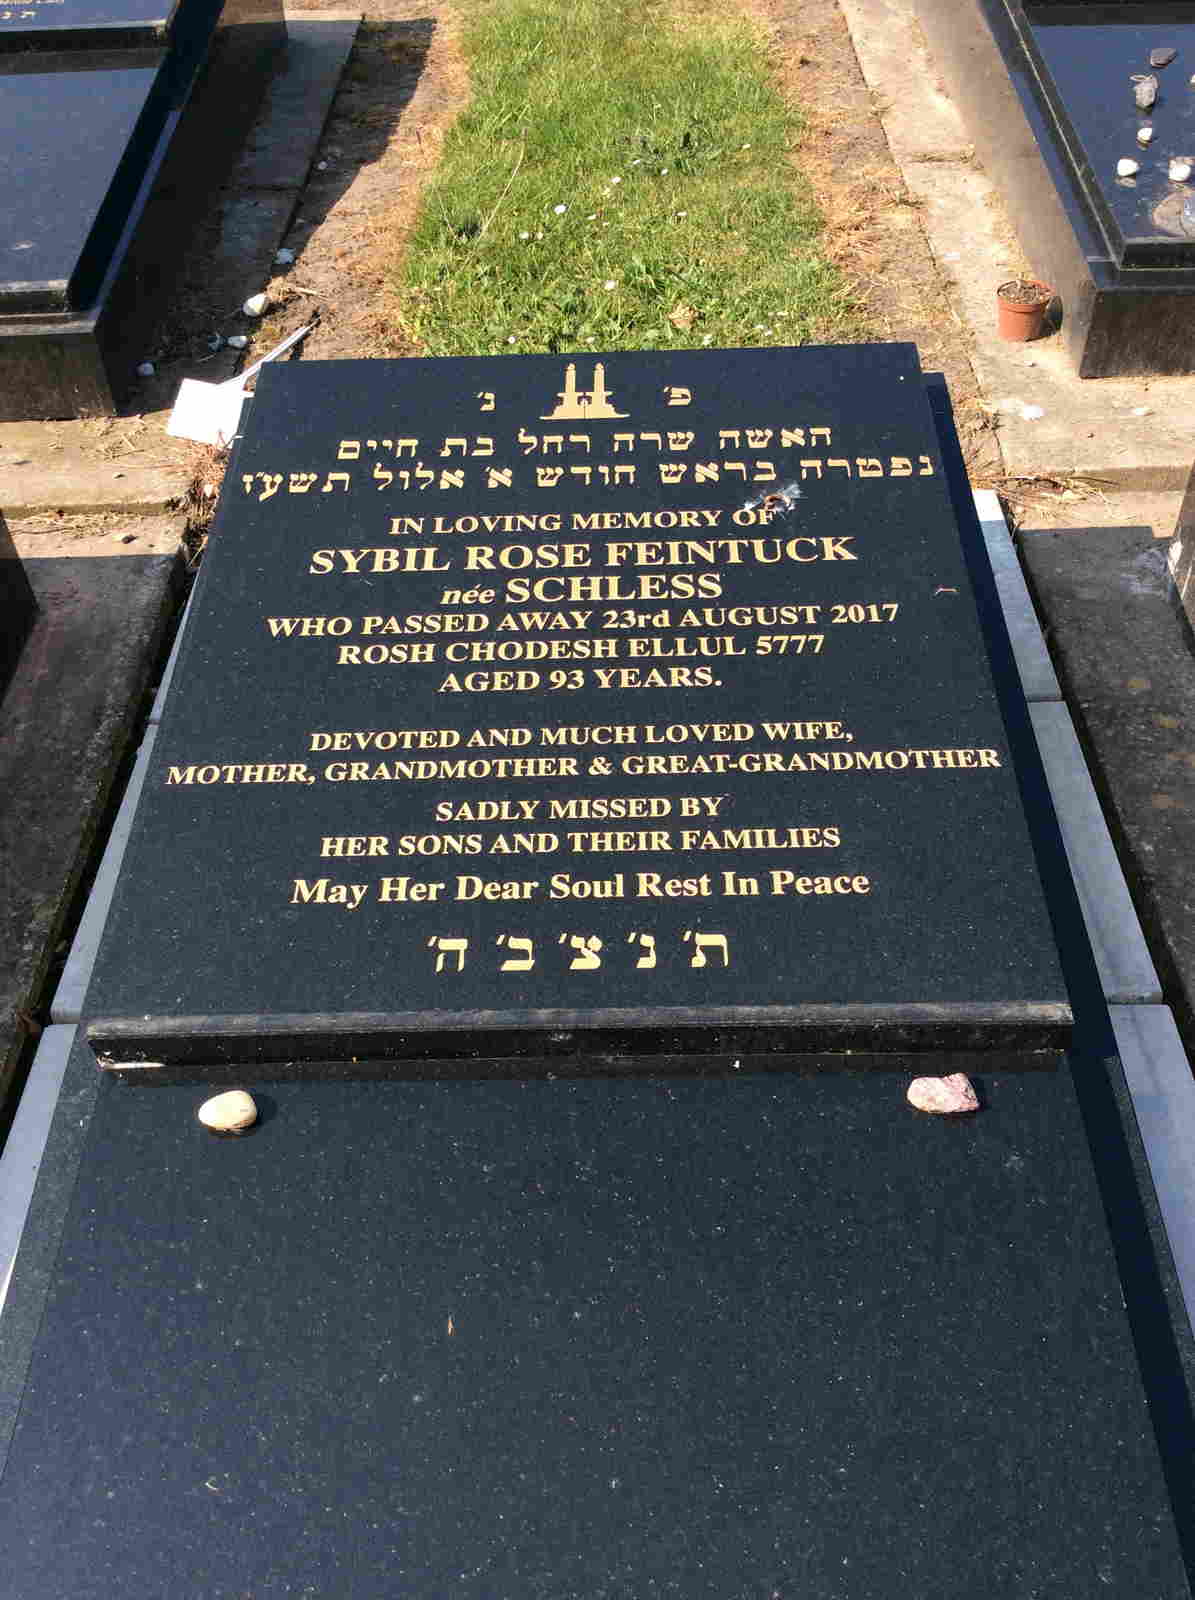 פ׳ נ׳
האשה שרה רחל בת חיים
נפטרה בראש חודש א׳ אלול תשע״ז
IN LOVING MEMORY OF
SYBIL ROSE FEINTUCK
née SCHLESS
WHO PASSED AWAY 23rd AUGUST 2017
ROSH CHODESH ELLUL 5777
AGED 93 YEARS.
DEVOTED AND MUCH LOVED WIFE,
MOTHER, GRANDMOTHER & GREAT-GRANDMOTHER
SADLY MISSED BY
HER SONS AND THEIR FAMILIES
May Her Dear Soul Rest In Peace
ת׳ נ׳ צ׳ ב׳ ה׳